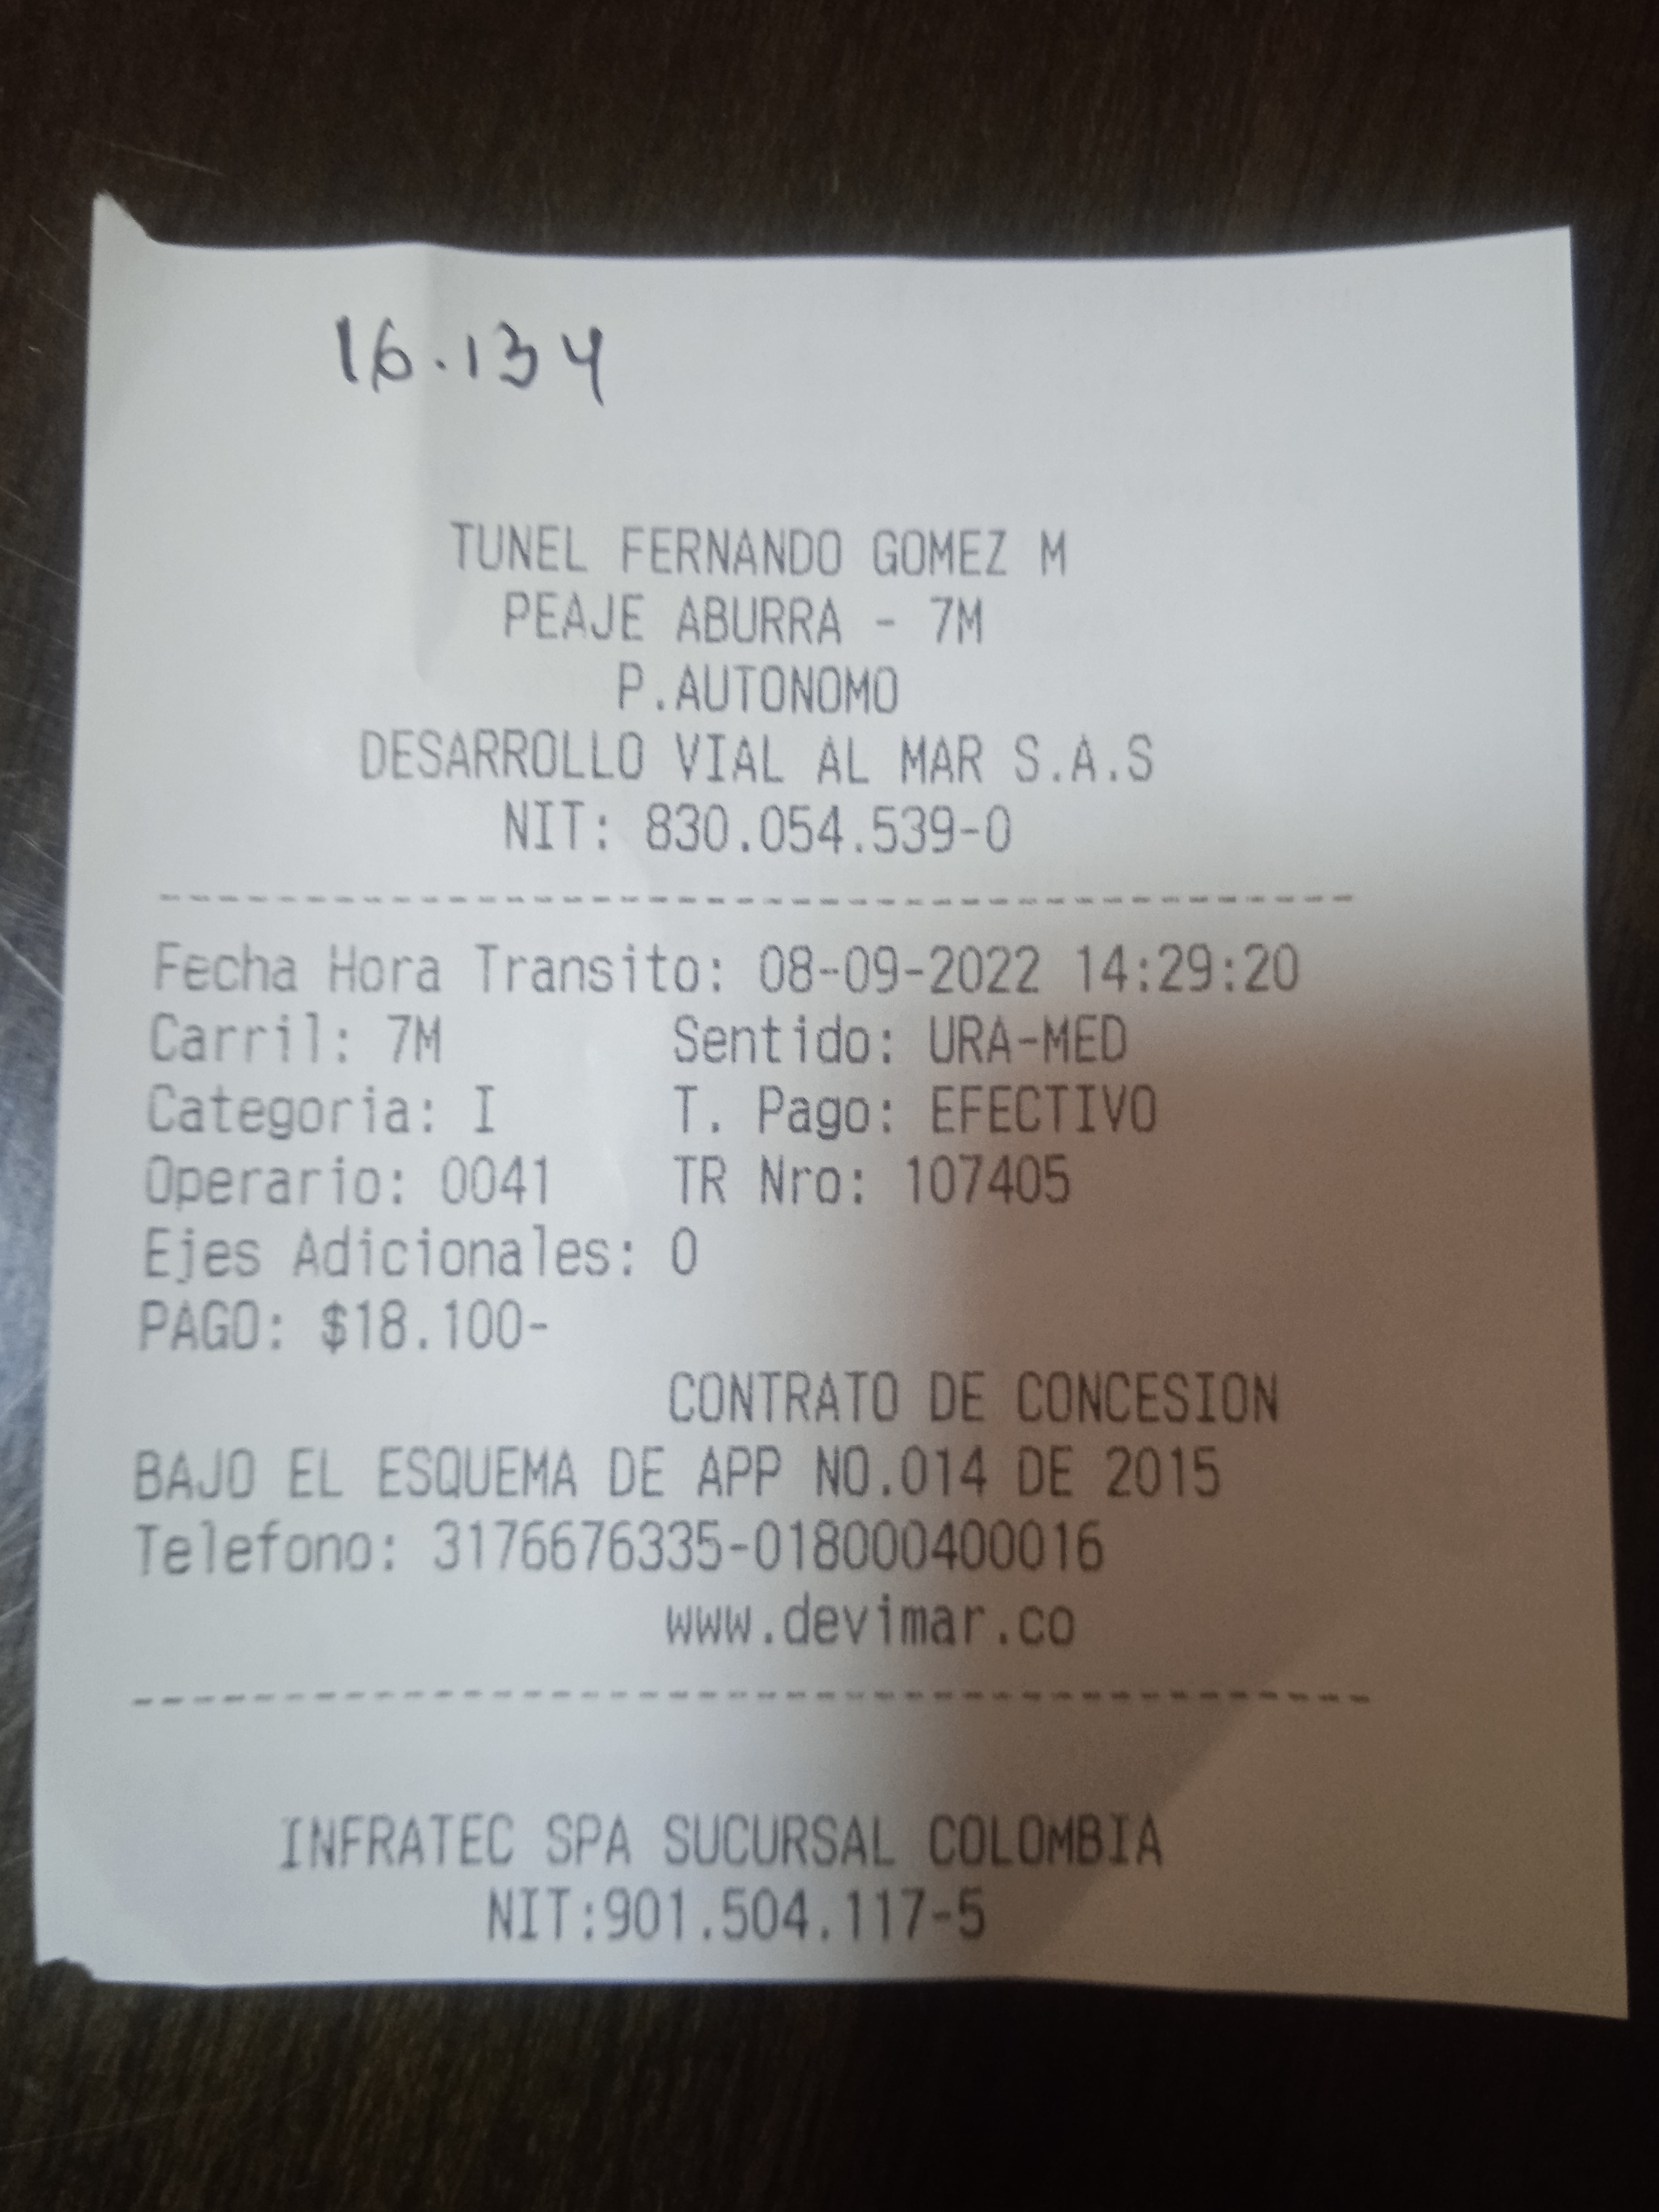 16.134
TUNEL FERNANDO GOMEZ M
PEAJE ABURRA - 7M
P.AUTONOMO
DESARROLLO VIAL AL MAR S.A.S
NIT: 830.054.539-0
Fecha Hora Transito: 08-09-2022 14:29:20
Carril: 7M Sentido: URA-MED
Categoria: I T. Pago: EFECTIVO
Operario: 0041 TR Nro: 107405
Ejes Adicionales: 0
PAGO: $18.100-
CONTRATO DE CONCESION
BAJO EL ESQUEMA DE APP NO.014 DE 2015
Telefono: 3176676335-018000400016
www.devimar.co
INFRATEC SPA SUCURSAL COLOMBIA
NIT:901.504.117-5